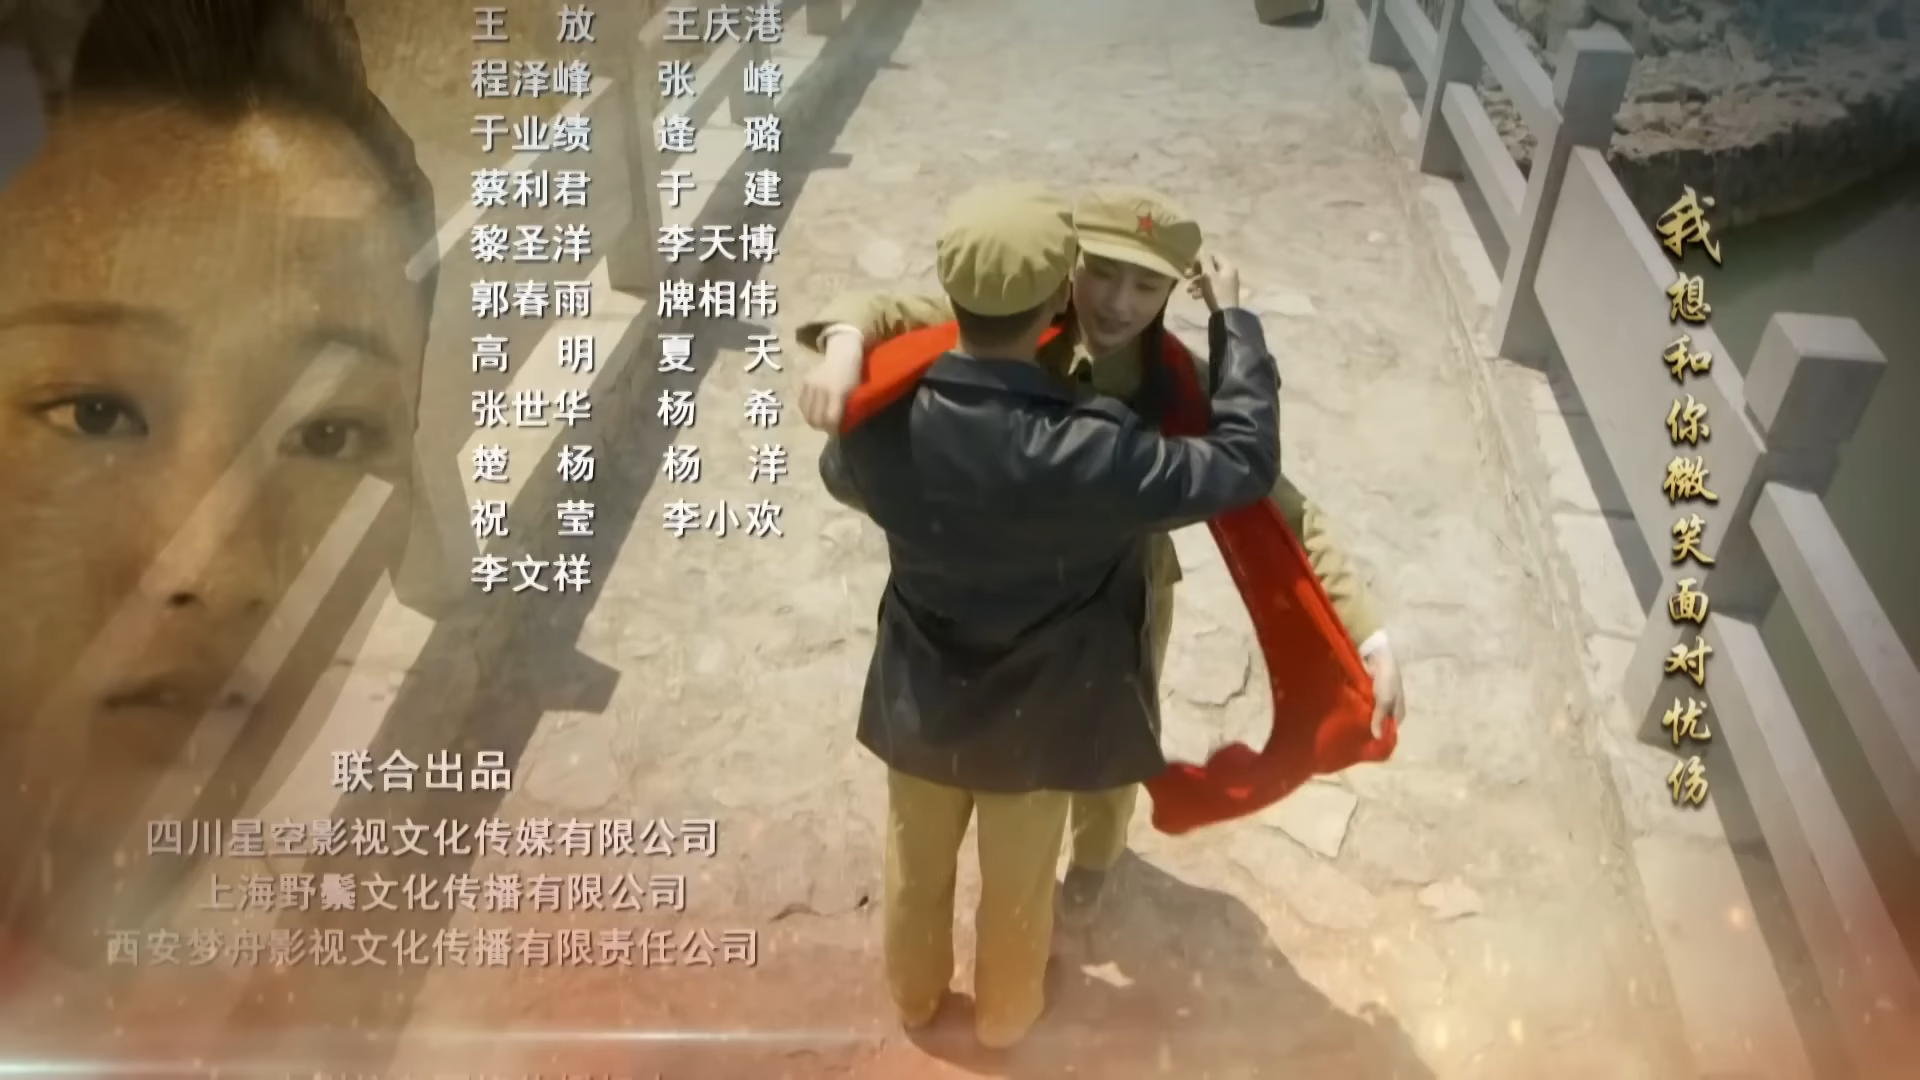 王 放 王庆港
程泽峰 张 峰
于业绩 逄 璐
蔡利君 于 建
黎圣洋 李天博
郭春雨 牌相伟
高 明 夏 天
张世华 杨 希
楚 杨 杨 洋
祝 莹 李小欢
李文祥
联合出品
四川星空影视文化传媒有限公司
上海野鬃文化传播有限公司
西安梦舟影视文化传播有限责任公司
我想和你微笑面对忧伤